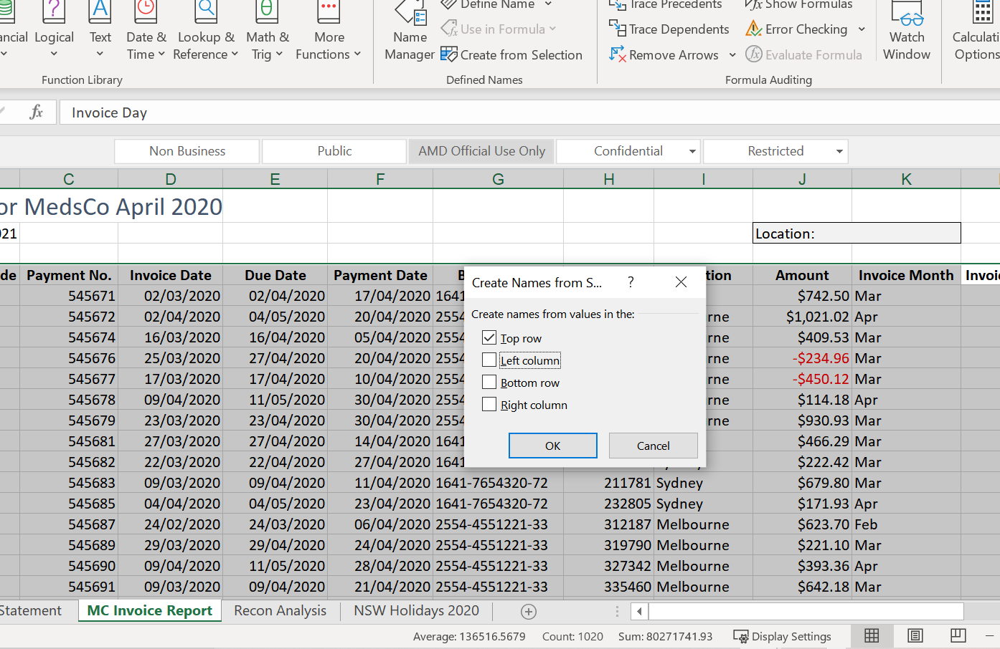 Define Name
Trace Precedents
Show Formulas
ancial Logical Text Date & Time Lookup & Reference Math & Trig More Functions
Name Manager
Use in Formula
Create from Selection
Trace Dependents
Remove Arrows
Error Checking
Evaluate Formula
Watch Window
Calculati
Options
Function Library
Defined Names
Formula Auditing
fx Invoice Day
Non Business Public AMD Official Use Only Confidential Restricted
C D E F G H I J K
or MedsCo April 2020
021 Location:
de Payment No. Invoice Date Due Date Payment Date B tion Amount Invoice Month Invoic
545671 02/03/2020 02/04/2020 17/04/2020 1641 $742.50 Mar
545672 02/04/2020 04/05/2020 20/04/2020 2554 rne $1,021.02 Apr
545674 16/03/2020 16/04/2020 05/04/2020 2554 rne $409.53 Mar
545676 25/03/2020 27/04/2020 20/04/2020 2554 rne -$234.96 Mar
545677 17/03/2020 17/04/2020 10/04/2020 2554 rne -$450.12 Mar
545678 09/04/2020 11/05/2020 30/04/2020 2554 rne $114.18 Apr
545679 23/03/2020 23/04/2020 30/04/2020 2554 rne $930.93 Mar
545681 27/03/2020 27/04/2020 14/04/2020 1641 $466.29 Mar
545682 22/03/2020 22/04/2020 27/04/2020 1641 $222.42 Mar
545683 09/03/2020 09/04/2020 11/04/2020 1641-7654320-72 211781 Sydney $679.80 Mar
545685 04/04/2020 04/05/2020 23/04/2020 1641-7654320-72 232805 Sydney $171.93 Apr
545687 24/02/2020 24/03/2020 06/04/2020 2554-4551221-33 312187 Melbourne $623.70 Feb
545689 29/03/2020 29/04/2020 24/04/2020 2554-4551221-33 319790 Melbourne $221.10 Mar
545690 09/04/2020 11/05/2020 28/04/2020 2554-4551221-33 327342 Melbourne $393.36 Apr
545691 09/03/2020 09/04/2020 21/04/2020 2554-4551221-33 335460 Melbourne $642.18 Mar
Create Names from S... ?
Create names from values in the:
Top row
Left column
Bottom row
Right column
OK Cancel
Statement MC Invoice Report Recon Analysis NSW Holidays 2020
Average: 136516.5679 Count: 1020 Sum: 80271741.93 Display Settings